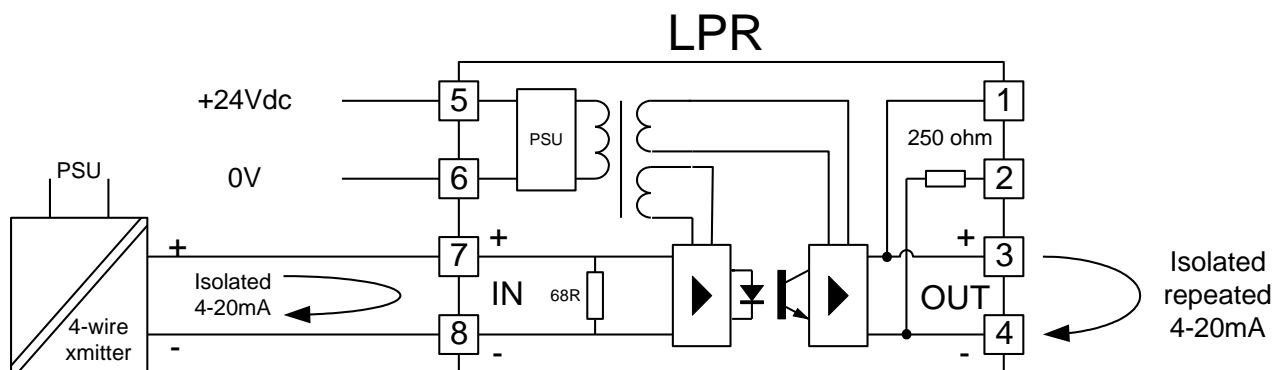 LPR
+24Vdc
5
PSU
1
250 ohm
PSU
0V
6
2
+
7
+
+
3
Isolated
4-20mA
IN
68R
OUT
Isolated
repeated
4-20mA
4-wire
xmitter
-
8
-
-
4